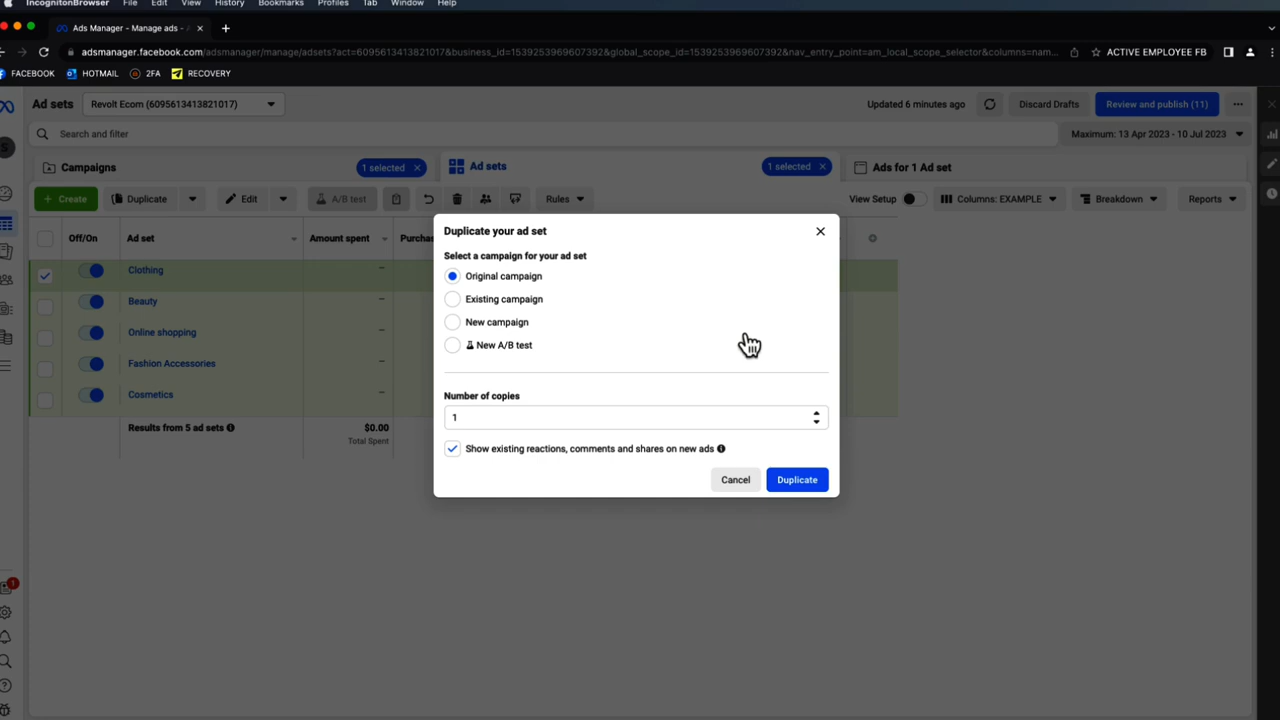 IncognitonBrowser File Edit View History Bookmarks Profiles Tab Window Help
Ads Manager - Manage ads -
adsmanager.facebook.com/adsmanager/manage/adsets?act=6095613413821017&business_id=1539253969607392&global_scope_id=1539253969607392&nav_entry_point=am_local_scope_selector&columns=nam... ACTIVE EMPLOYEE FB
FACEBOOK HOTMAIL 2FA RECOVERY
Ad sets Revolt Ecom (6095613413821017) Updated 6 minutes ago Discard Drafts Review and publish (11)
Search and filter Maximum: 13 Apr 2023 - 10 Jul 2023
Campaigns 1 selected Ad sets 1 selected Ads for 1 Ad set
+ Create Duplicate Edit A/B test Rules View Setup Columns: EXAMPLE Breakdown Reports
Off/On Ad set Amount spent Purchas
Clothing –
Beauty –
Online shopping –
Fashion Accessories –
Cosmetics –
Results from 5 ad sets $0.00
Total Spent
Duplicate your ad set
Select a campaign for your ad set
Original campaign
Existing campaign
New campaign
New A/B test
Number of copies
1
Show existing reactions, comments and shares on new ads
Cancel Duplicate
S
1